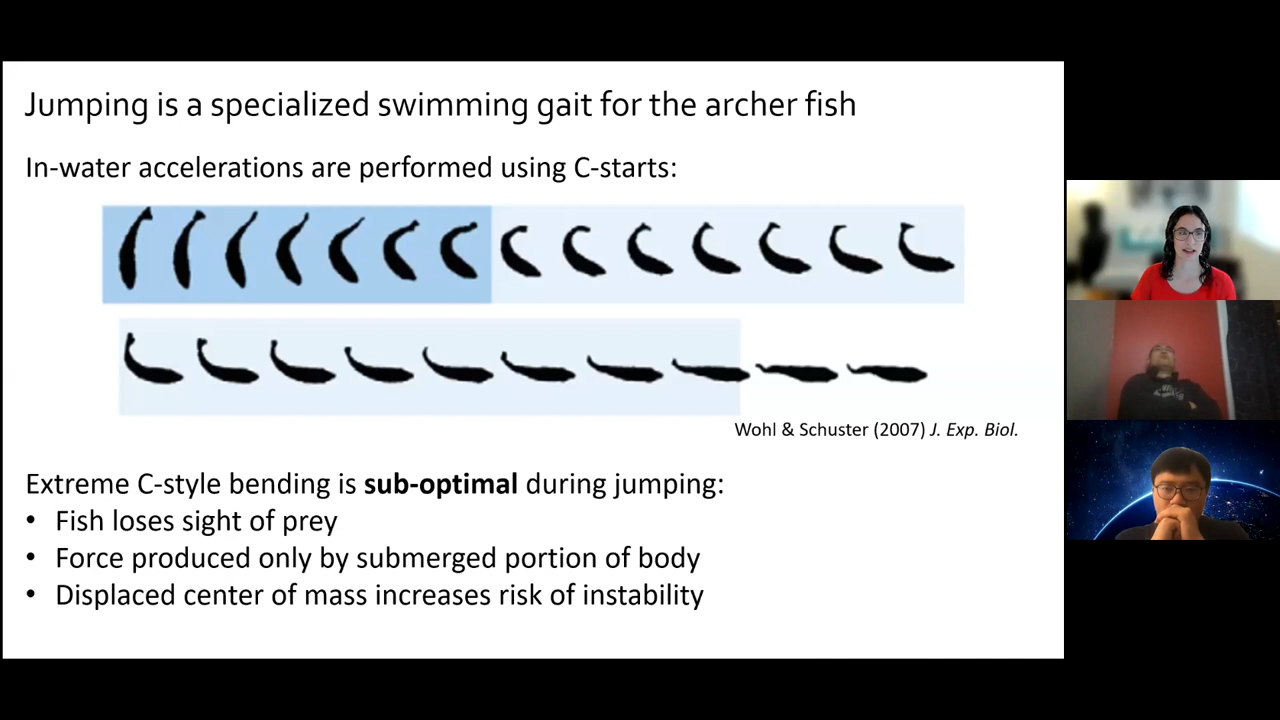 Jumping is a specialized swimming gait for the archer fish
In-water accelerations are performed using C-starts:
Wohl & Schuster (2007) J. Exp. Biol.
Extreme C-style bending is sub-optimal during jumping:
• Fish loses sight of prey
• Force produced only by submerged portion of body
• Displaced center of mass increases risk of instability